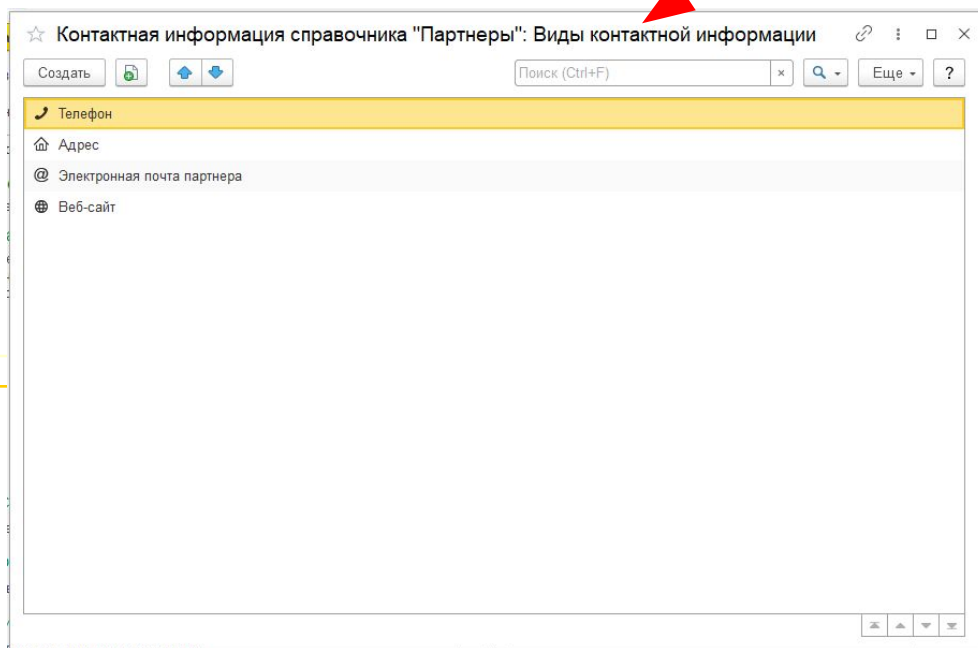 Контактная информация справочника "Партнеры": Виды контактной информации
Создать
Поиск (Ctrl+F)
Еще
?
Телефон
Адрес
Электронная почта партнера
Веб-сайт